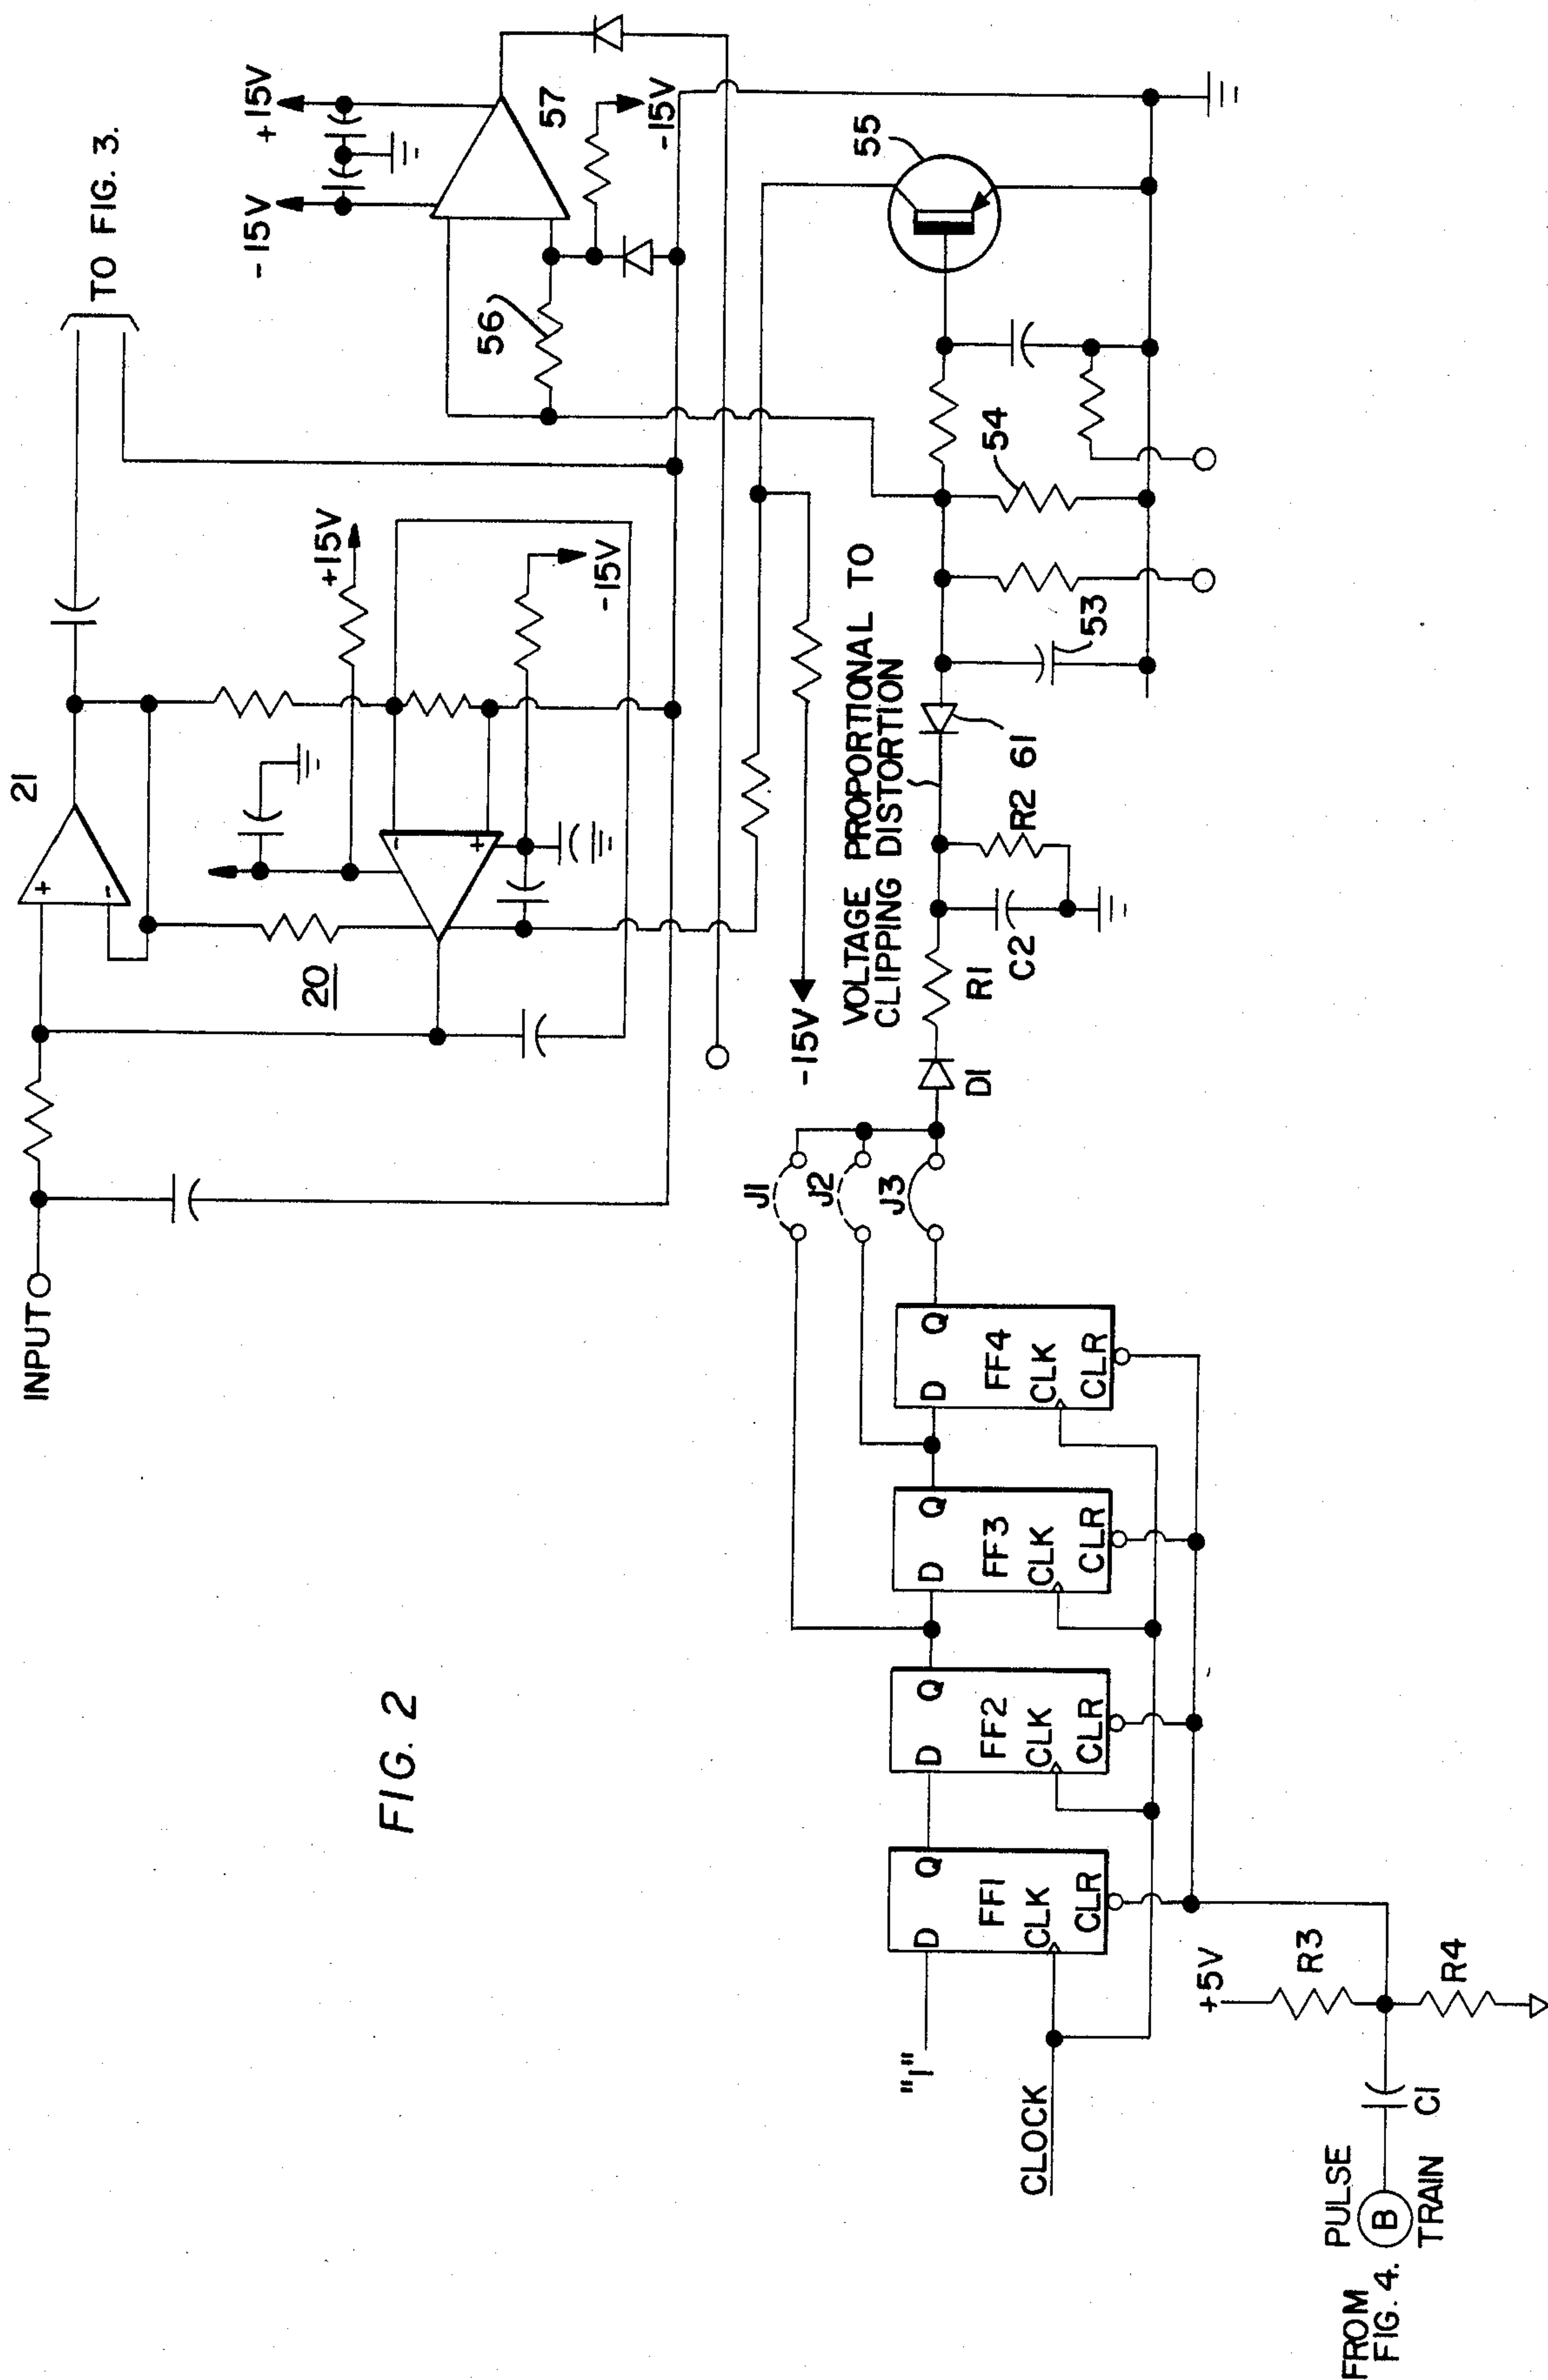 FIG. 2
INPUT
21
20
TO FIG. 3.
+15V
-15V
-15V
+15V
57
-15V
56
55
54
53
-15V
VOLTAGE PROPORTIONAL TO
CLIPPING DISTORTION
61
R2
C2
R1
D1
J1
J2
J3
+
-
-
+
"1"
D Q
FF1
CLK
CLR
D Q
FF2
CLK
CLR
D Q
FF3
CLK
CLR
D Q
FF4
CLK
CLR
CLOCK
+5V
R3
R4
C1
FROM
FIG. 4.
PULSE
B
TRAIN